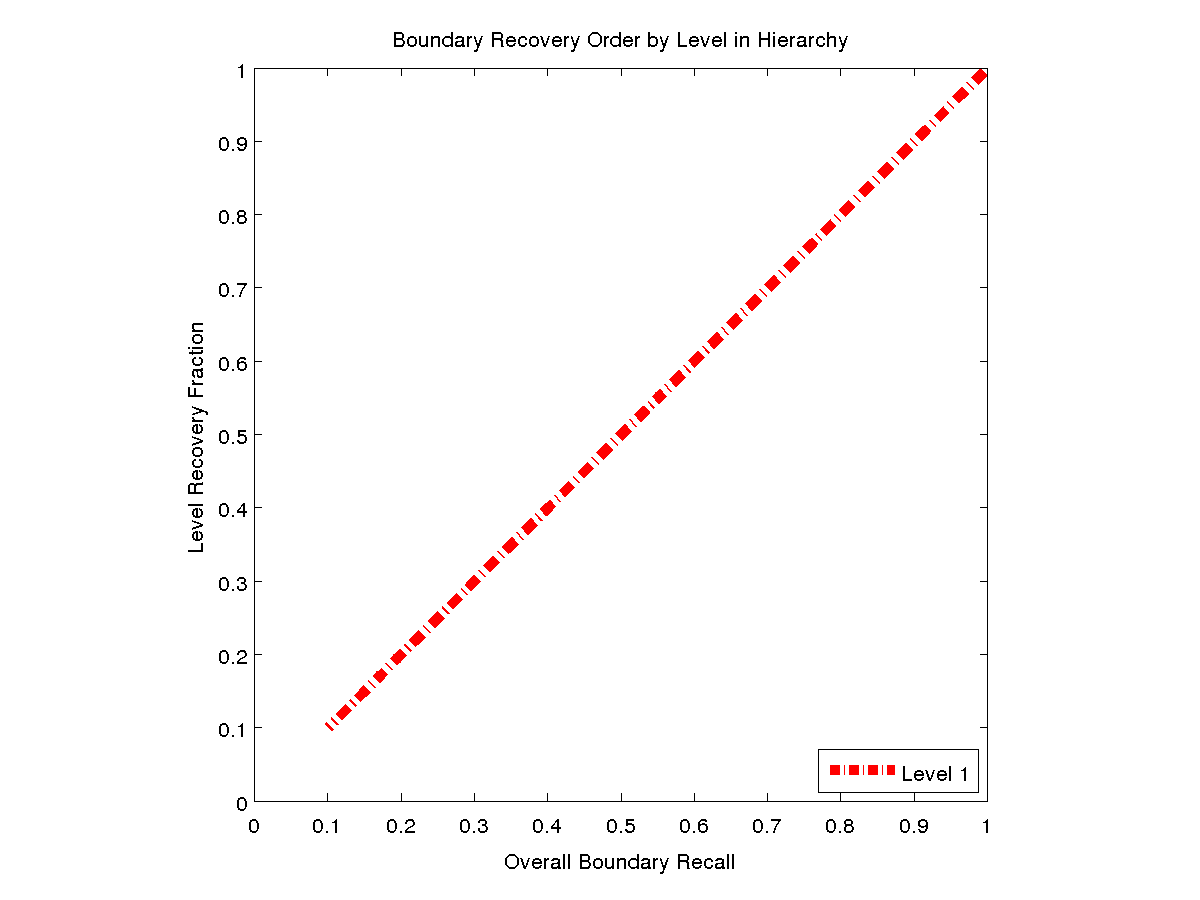 Boundary Recovery Order by Level in Hierarchy
1
0.9
0.8
0.7
0.6
0.5
0.4
0.3
0.2
0.1
0
Level Recovery Fraction
Level 1
0 0.1 0.2 0.3 0.4 0.5 0.6 0.7 0.8 0.9 1
Overall Boundary Recall